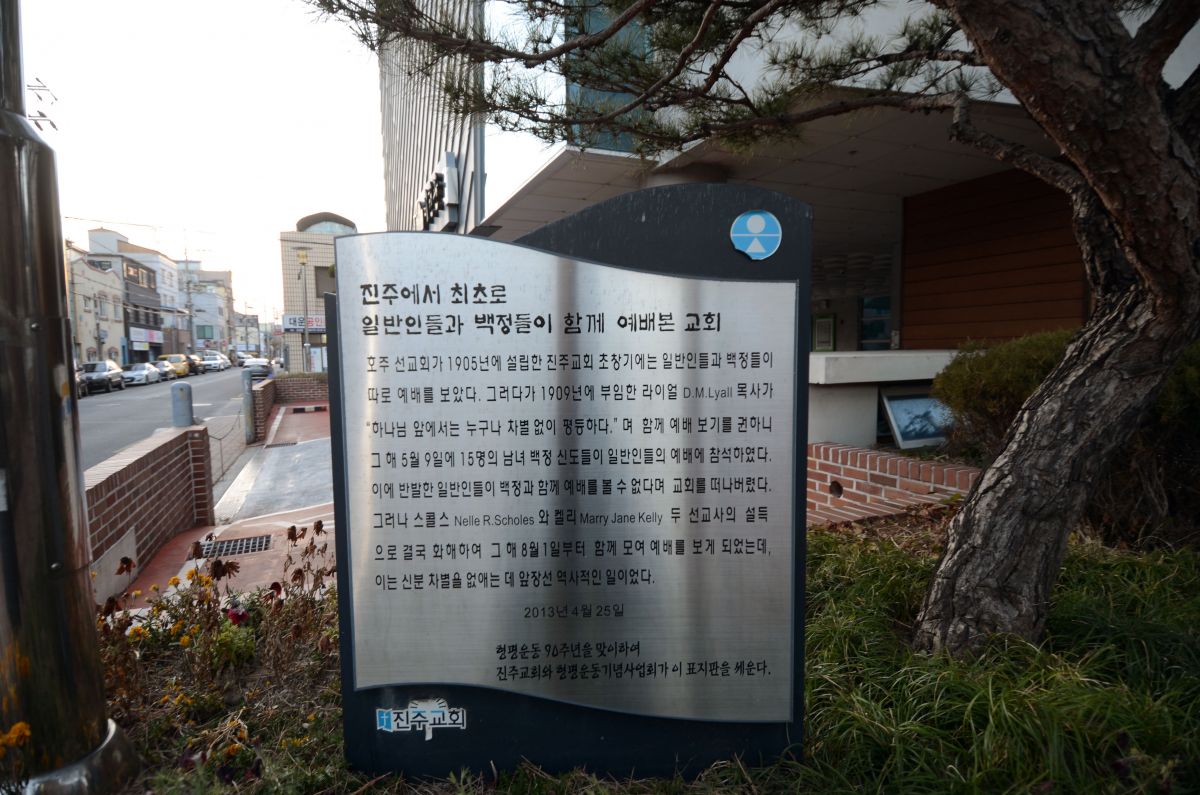 진주에서 최초로
일반인들과 백정들이 함께 예배본 교회
호주 선교회가 1905년에 설립한 진주교회 초창기에는 일반인들과 백정들이
따로 예배를 보았다. 그러다가 1909년에 부임한 라이얼 D.M.Lyall 목사가
"하나님 앞에서는 누구나 차별 없이 평등하다." 며 함께 예배 보기를 권하니
그 해 5월 9일에 15명의 남녀 백정 신도들이 일반인들의 예배에 참석하였다.
이에 반발한 일반인들이 백정과 함께 예배를 볼 수 없다며 교회를 떠나버렸다.
그러나 스콜스 Nelie R.Scholes 와 켈리 Marry Jane Kelly 두 선교사의 설득
으로 결국 화해하여 그 해 8월 1일부터 함께 모여 예배를 보게 되었는데,
이는 신분 차별을 없애는 데 앞장선 역사적인 일이었다.
2013년 4월 25일
형평운동 90주년을 맞이하여
진주교회와 형평운동기념사업회가 이 표지판을 세운다.
진주교회
대운공인